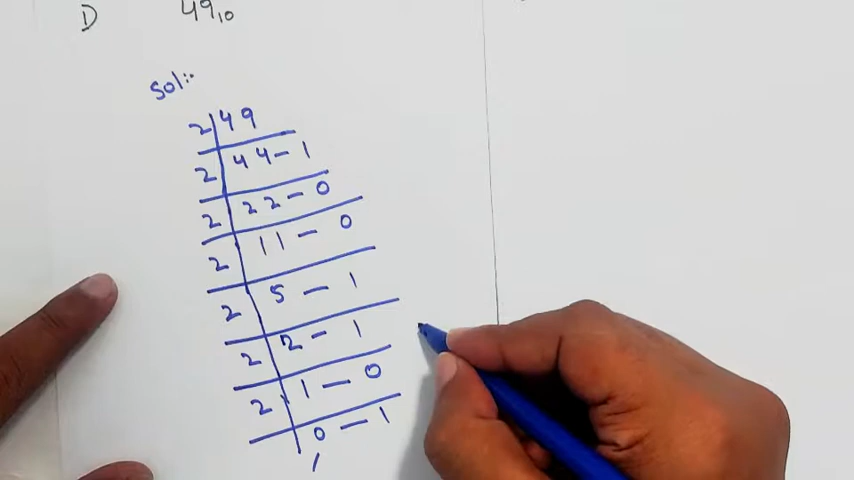 D 49₁₀
Sol:-
2 49
2 44 - 1
2 22 - 0
2 11 - 0
2 5 - 1
2 2 - 1
2 1 - 0
0 - 1